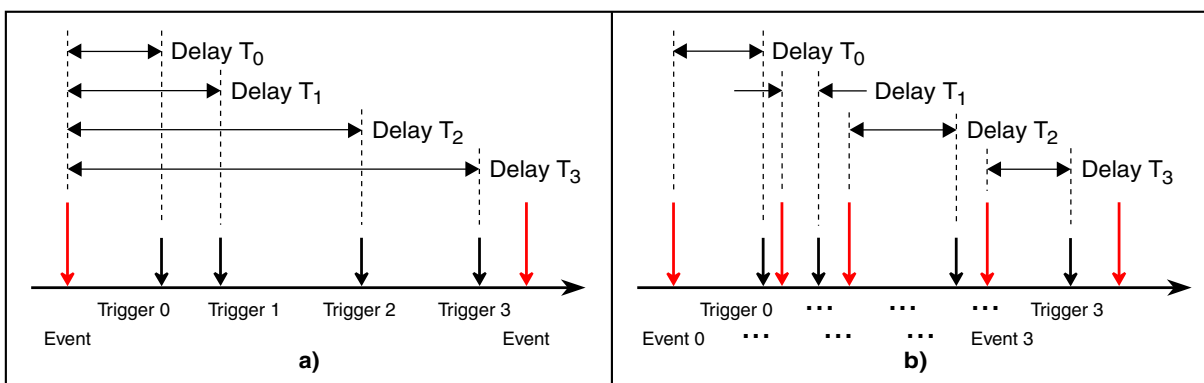 Delay T0
Delay T1
Delay T2
Delay T3
Trigger 0 Trigger 1 Trigger 2 Trigger 3
Event Event
a)
Delay T0
Delay T1
Delay T2
Delay T3
Trigger 0 ... ... ... Trigger 3
Event 0 ... ... ... Event 3
b)